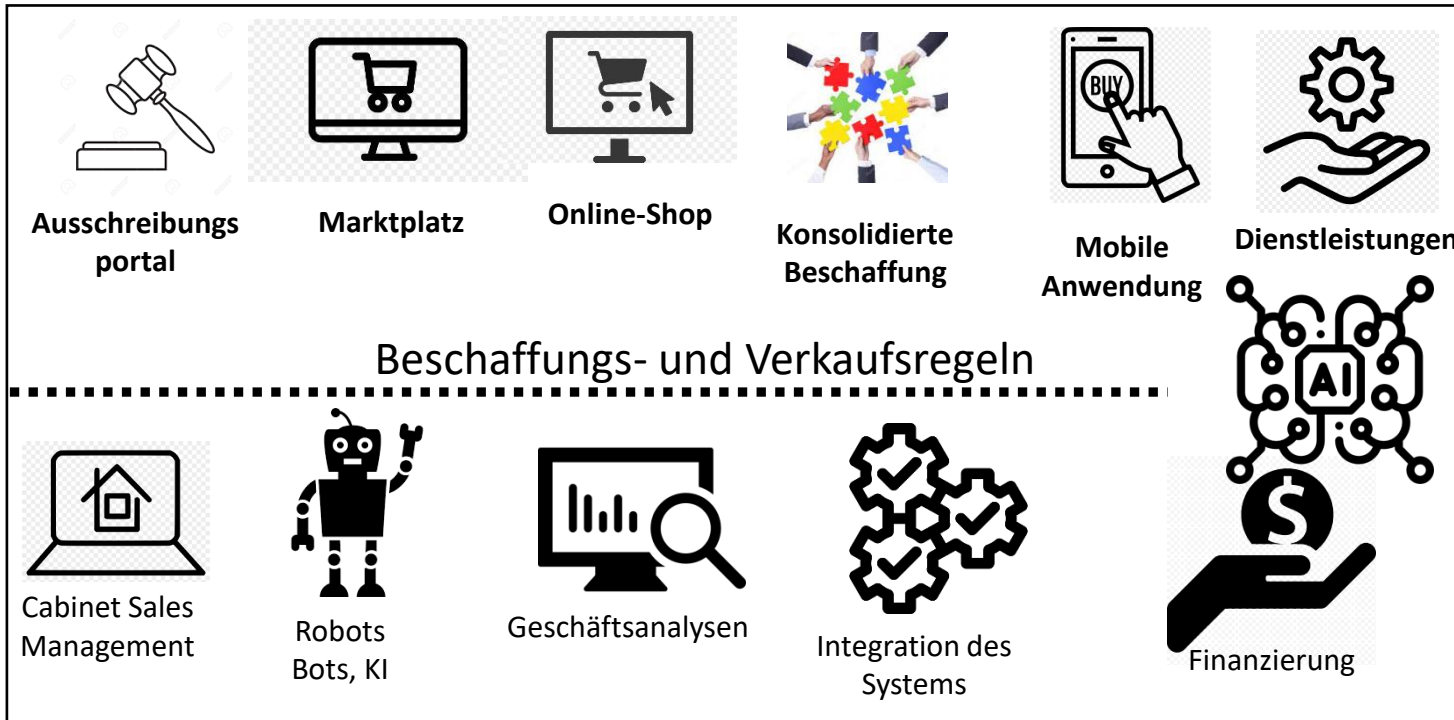 BUY
Ausschreibungs
portal
Marktplatz
Online-Shop
Konsolidierte
Beschaffung
Mobile
Anwendung
Dienstleistungen
Beschaffungs- und Verkaufsregeln
AI
$
Cabinet Sales
Management
Robots
Bots, KI
Geschäftsanalysen
Integration des
Systems
Finanzierung